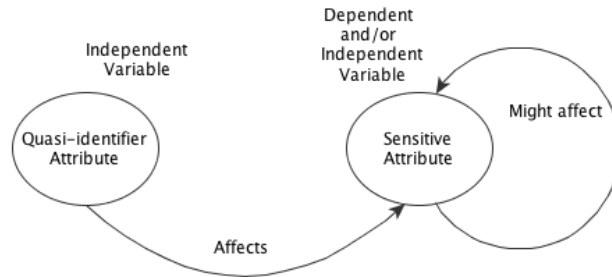 Independent
Variable
Dependent
and/or
Independent
Variable
Quasi-identifier
Attribute
Sensitive
Attribute
Might affect
Affects